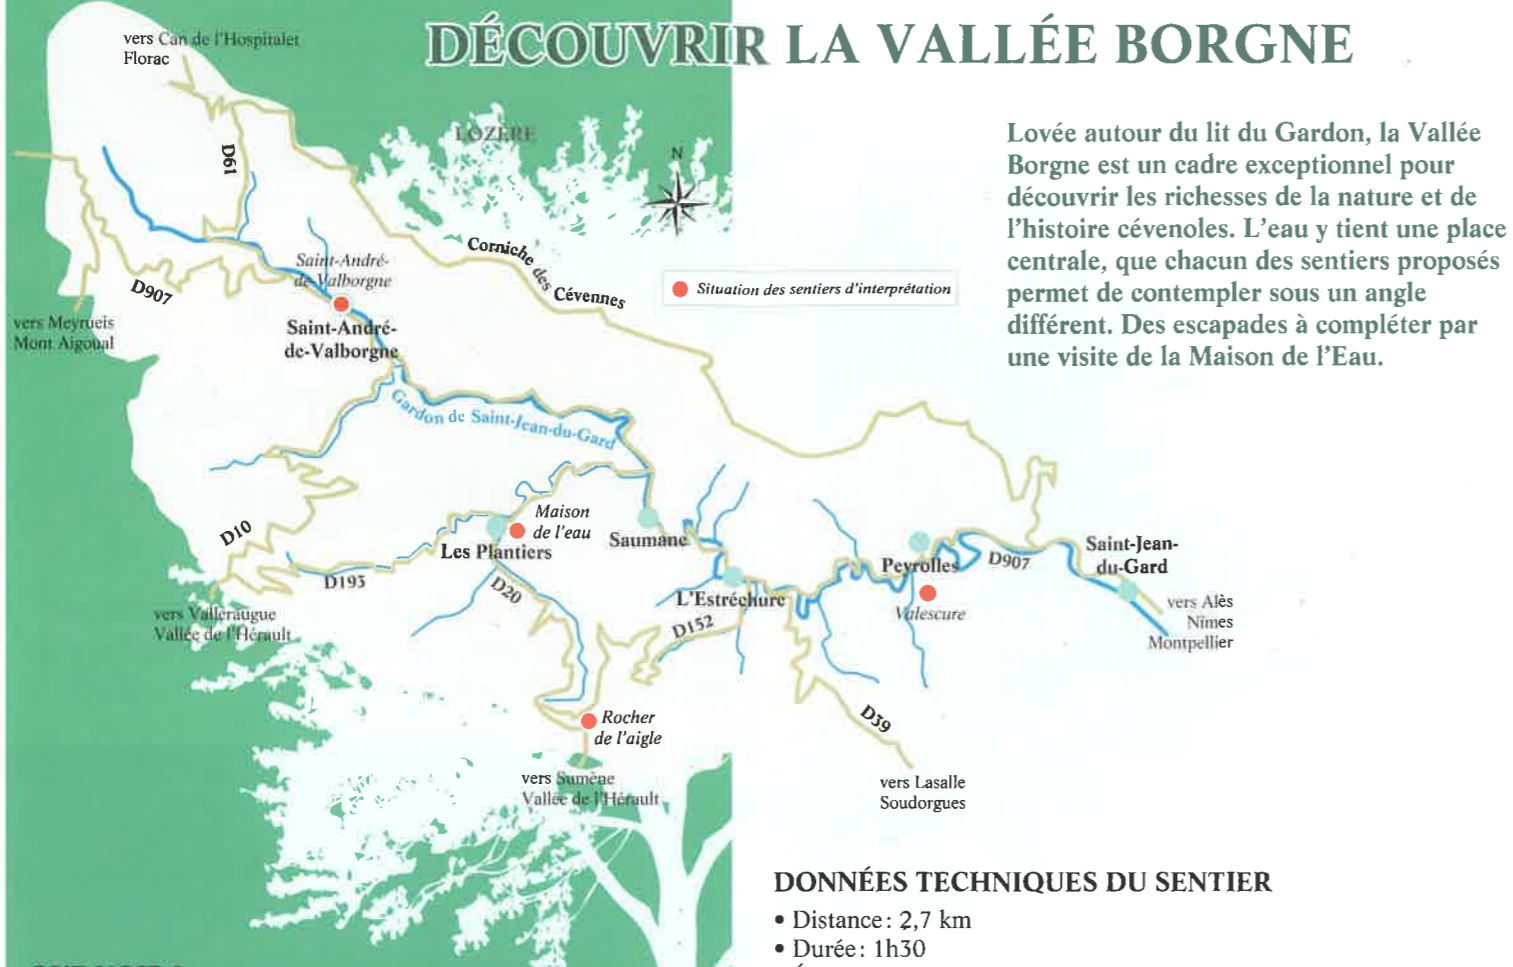 DÉCOUVRIR LA VALLÉE BORGNE
Lovée autour du lit du Gardon, la Vallée
Borgne est un cadre exceptionnel pour
découvrir les richesses de la nature et de
l'histoire cévenoles. L'eau y tient une place
centrale, que chacun des sentiers proposés
permet de contempler sous un angle
différent. Des escapades à compléter par
une visite de la Maison de l'Eau.
vers Can de l'Hospitalet
Florac
LOZÈRE
N
D61
Corniche des Cévennes
Situation des sentiers d'interprétation
Saint-André-
de-Valborgne
D907
vers Meyrueis
Mont Aigoual
Saint-André-
de-Valborgne
Gardon de Saint-Jean-du-Gard
D10
Maison
de l'eau
Les Plantiers
Saumane
D193
D20
L'Estréchure
D152
Peyrolles
Valescure
D907
Saint-Jean-
du-Gard
vers Alès
Nîmes
Montpellier
vers Valleraugue
Vallée de l'Hérault
Rocher
de l'aigle
D39
vers Sumène
Vallée de l'Hérault
vers Lasalle
Soudorgues
DONNÉES TECHNIQUES DU SENTIER
• Distance : 2,7 km
• Durée : 1h30